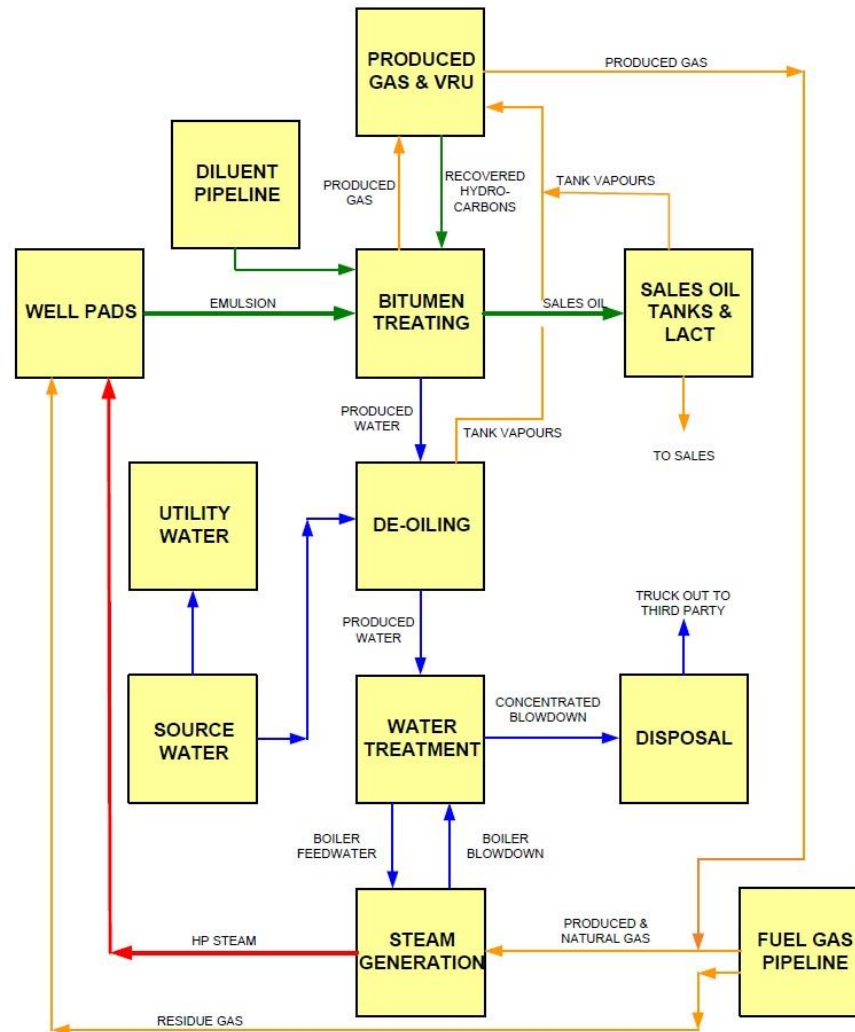 PRODUCED
GAS & VRU
PRODUCED GAS
DILUENT
PIPELINE
PRODUCED
GAS
RECOVERED
HYDRO-
CARBONS
TANK VAPOURS
WELL PADS
EMULSION
BITUMEN
TREATING
SALES OIL
SALES OIL
TANKS &
LACT
PRODUCED
WATER
TANK VAPOURS
TO SALES
UTILITY
WATER
DE-OILING
PRODUCED
WATER
TRUCK OUT TO
THIRD PARTY
SOURCE
WATER
WATER
TREATMENT
CONCENTRATED
BLOWDOWN
DISPOSAL
BOILER
FEEDWATER
BOILER
BLOWDOWN
HP STEAM
STEAM
GENERATION
PRODUCED &
NATURAL GAS
FUEL GAS
PIPELINE
RESIDUE GAS